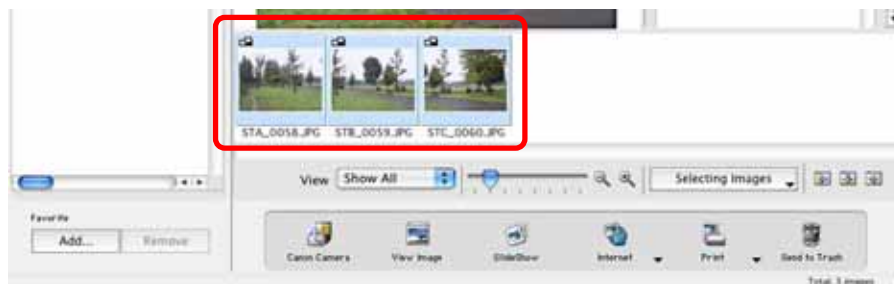 STA_0058.JPG STB_0059.JPG STC_0060.JPG
View Show All Selecting Images
Favorite
Add... Remove
Canon Camera View Image SlideShow Internet Print Send to Trash
Total: 3 images